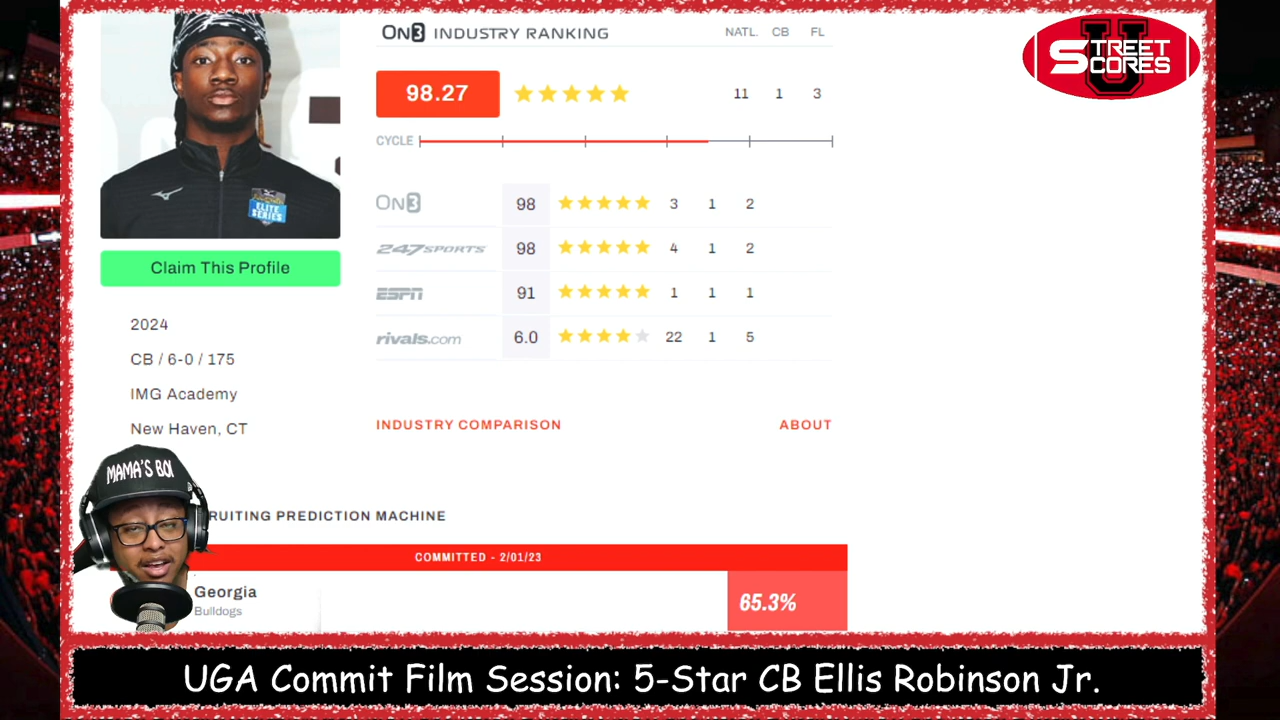 On3 INDUSTRY RANKING NATL. CB FL
98.27 11 1 3
CYCLE
On3 98 3 1 2
247SPORTS 98 4 1 2
ESPN 91 1 1 1
rivals.com 6.0 22 1 5
INDUSTRY COMPARISON ABOUT
ELITE
SERIES
Claim This Profile
2024
CB / 6-0 / 175
IMG Academy
New Haven, CT
MAMA'S BOI
RUITING PREDICTION MACHINE
COMMITTED - 2/01/23
Georgia
Bulldogs
65.3%
U
STREET
SCORES
UGA Commit Film Session: 5-Star CB Ellis Robinson Jr.